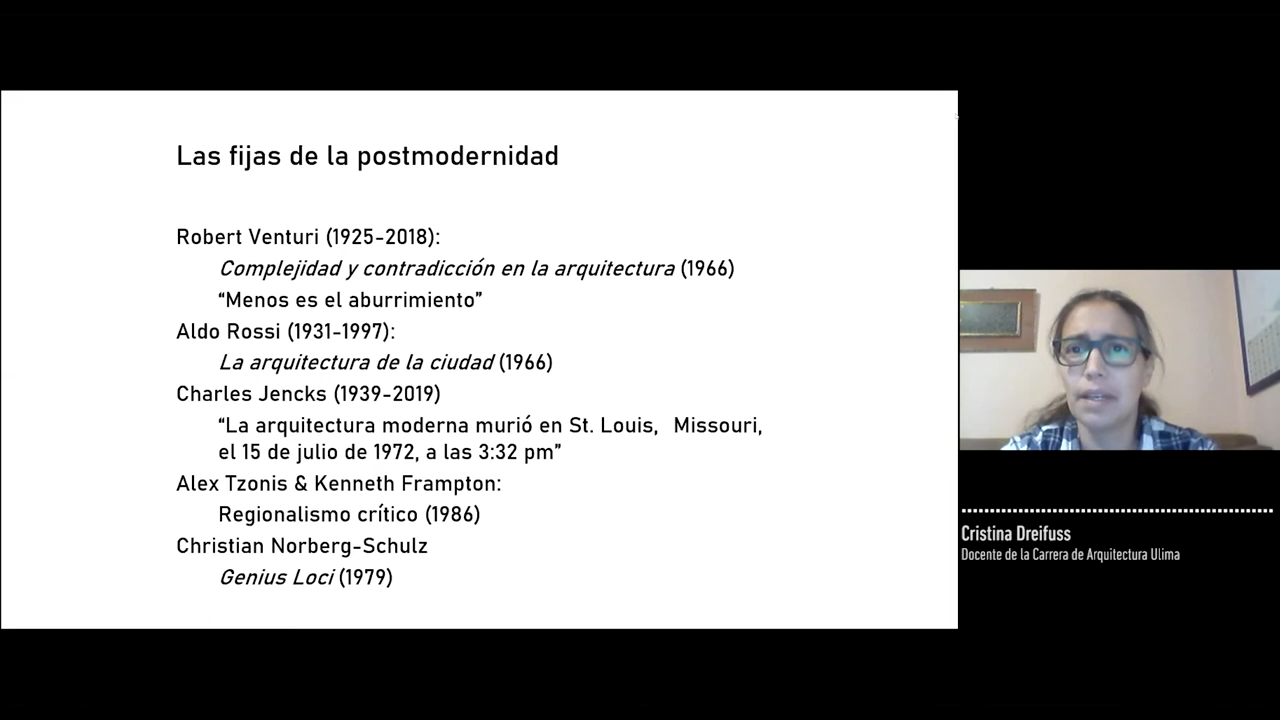 Las fijas de la postmodernidad
Robert Venturi (1925-2018):
Complejidad y contradicción en la arquitectura (1966)
“Menos es el aburrimiento”
Aldo Rossi (1931-1997):
La arquitectura de la ciudad (1966)
Charles Jencks (1939-2019)
“La arquitectura moderna murió en St. Louis, Missouri,
el 15 de julio de 1972, a las 3:32 pm”
Alex Tzonis & Kenneth Frampton:
Regionalismo crítico (1986)
Christian Norberg-Schulz
Genius Loci (1979)
Cristina Dreifuss
Docente de la Carrera de Arquitectura Ulima